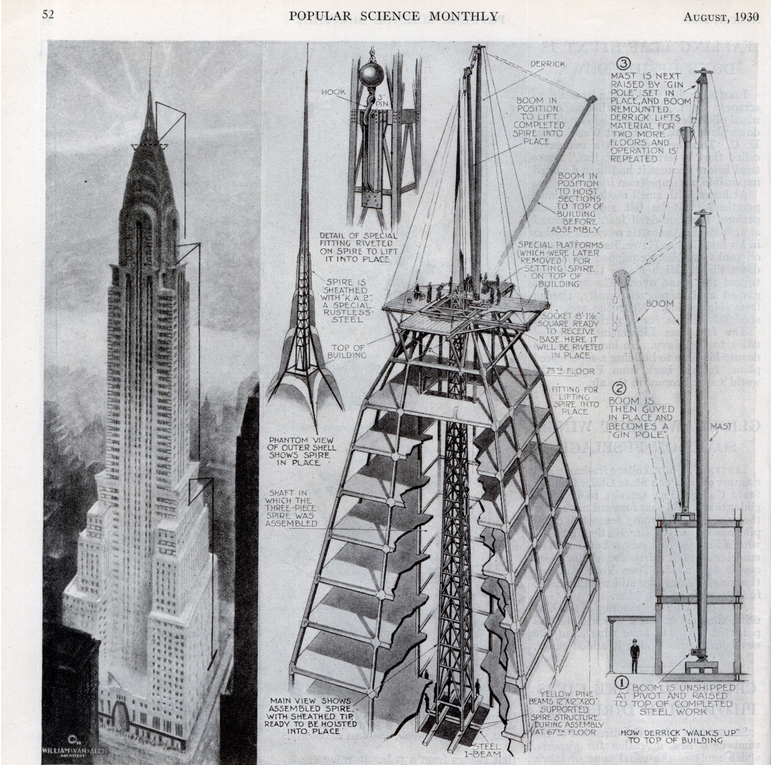 52
POPULAR SCIENCE MONTHLY
AUGUST, 1930
HOOK
3"
PIN
DETAIL OF SPECIAL
FITTING RIVETED
ON SPIRE TO LIFT
IT INTO PLACE
SPIRE IS
SHEATHED
WITH "K.A.2"
A SPECIAL
RUSTLESS
STEEL
TOP OF
BUILDING
PHANTOM VIEW
OF OUTER SHELL
SHOWS SPIRE
IN PLACE
SHAFT IN
WHICH THE
THREE-PIECE
SPIRE WAS
ASSEMBLED
MAIN VIEW SHOWS
ASSEMBLED SPIRE,
WITH SHEATHED TIP,
READY TO BE HOISTED
INTO PLACE
WILLIAM VAN ALEN
ARCHITECT
DERRICK
BOOM IN
POSITION
TO LIFT
COMPLETED
SPIRE INTO
PLACE
BOOM IN
POSITION
TO HOIST
SECTIONS
TO TOP OF
BUILDING
BEFORE
ASSEMBLY
SPECIAL PLATFORMS
(WHICH WERE LATER
REMOVED) FOR
SETTING SPIRE
ON TOP OF
BUILDING
SOCKET 8'-1½"
SQUARE READY
TO RECEIVE
BASE. HERE IT
WILL BE RIVETED
IN PLACE
75TH FLOOR
FITTING FOR
LIFTING
SPIRE INTO
PLACE
YELLOW PINE
BEAMS 12"X12"X20"
SUPPORTED
SPIRE STRUCTURE
DURING ASSEMBLY
AT 67TH FLOOR
STEEL
I-BEAM
3
MAST IS NEXT
RAISED BY "GIN
POLE", SET IN
PLACE, AND BOOM
REMOUNTED.
DERRICK LIFTS
MATERIAL FOR
TWO MORE
FLOORS AND
OPERATION IS
REPEATED
BOOM
2
BOOM IS
THEN GUYED
IN PLACE AND
BECOMES A
"GIN POLE"
MAST
1 BOOM IS UNSHIPPED
AT PIVOT AND RAISED
TO TOP OF COMPLETED
STEEL WORK
HOW DERRICK "WALKS UP"
TO TOP OF BUILDING